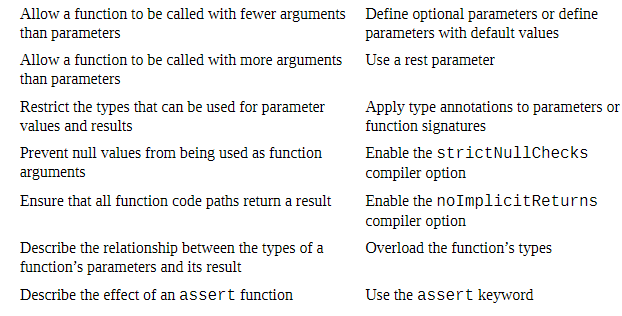 Allow a function to be called with fewer arguments
than parameters
Define optional parameters or define
parameters with default values
Allow a function to be called with more arguments
than parameters
Use a rest parameter
Restrict the types that can be used for parameter
values and results
Apply type annotations to parameters or
function signatures
Prevent null values from being used as function
arguments
Enable the strictNullChecks
compiler option
Ensure that all function code paths return a result
Enable the noImplicitReturns
compiler option
Describe the relationship between the types of a
function’s parameters and its result
Overload the function’s types
Describe the effect of an assert function
Use the assert keyword